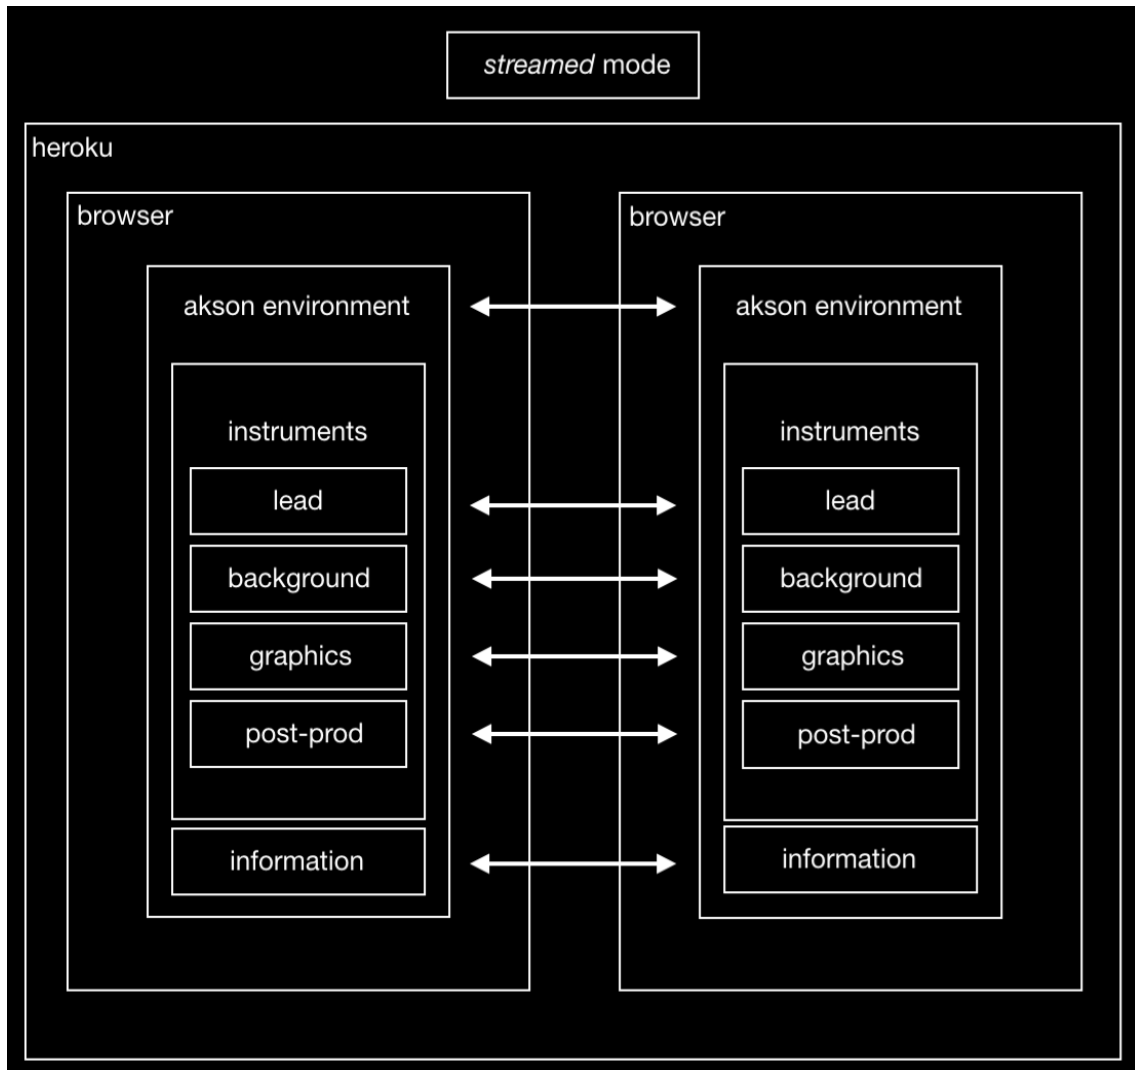 streamed mode
heroku
browser
akson environment
instruments
lead
background
graphics
post-prod
information
browser
akson environment
instruments
lead
background
graphics
post-prod
information